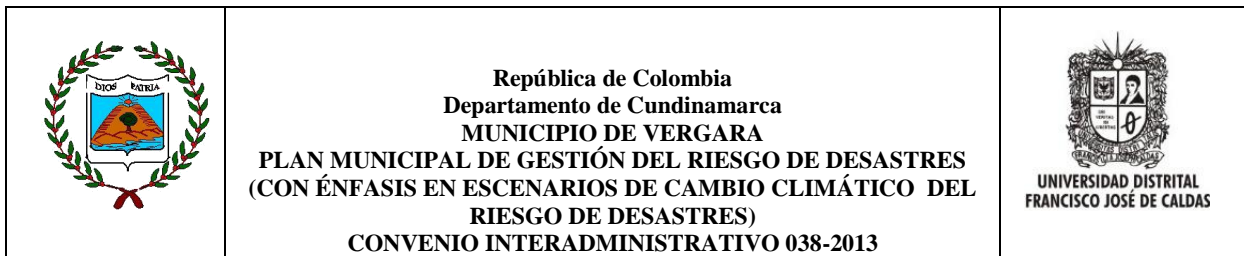 DIOS PATRIA
República de Colombia
Departamento de Cundinamarca
MUNICIPIO DE VERGARA
PLAN MUNICIPAL DE GESTIÓN DEL RIESGO DE DESASTRES
(CON ÉNFASIS EN ESCENARIOS DE CAMBIO CLIMÁTICO DEL
RIESGO DE DESASTRES)
CONVENIO INTERADMINISTRATIVO 038-2013
UNIVERSIDAD DISTRITAL
FRANCISCO JOSÉ DE CALDAS